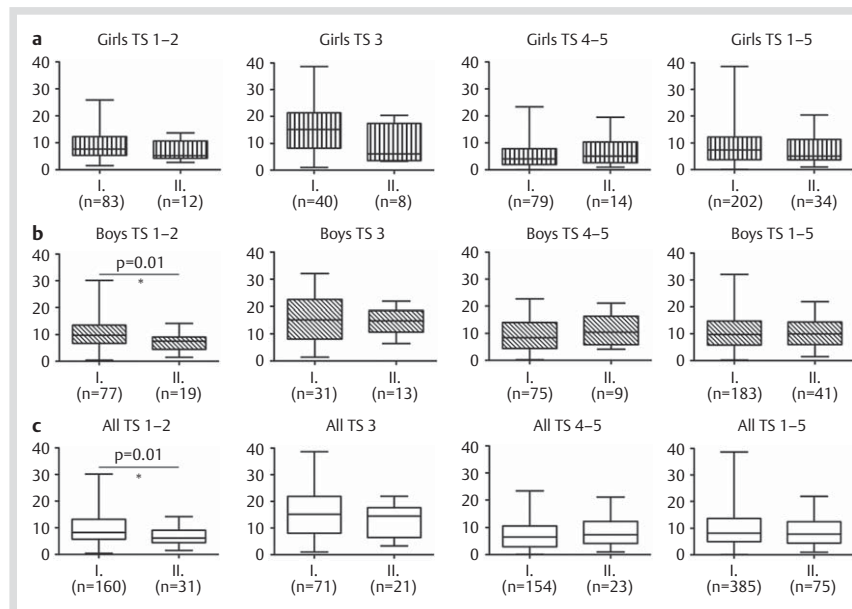 a
Girls TS 1–2 Girls TS 3 Girls TS 4–5 Girls TS 1–5
40 40 40 40
30 30 30 30
20 20 20 20
10 10 10 10
0 0 0 0
I. II. I. II. I. II. I. II.
(n=83) (n=12) (n=40) (n=8) (n=79) (n=14) (n=202) (n=34)
b
Boys TS 1–2 Boys TS 3 Boys TS 4–5 Boys TS 1–5
40 40 40 40
p=0.01
30 30 30 30
*
20 20 20 20
10 10 10 10
0 0 0 0
I. II. I. II. I. II. I. II.
(n=77) (n=19) (n=31) (n=13) (n=75) (n=9) (n=183) (n=41)
c
All TS 1–2 All TS 3 All TS 4–5 All TS 1–5
40 40 40 40
p=0.01
30 30 30 30
*
20 20 20 20
10 10 10 10
0 0 0 0
I. II. I. II. I. II. I. II.
(n=160) (n=31) (n=71) (n=21) (n=154) (n=23) (n=385) (n=75)